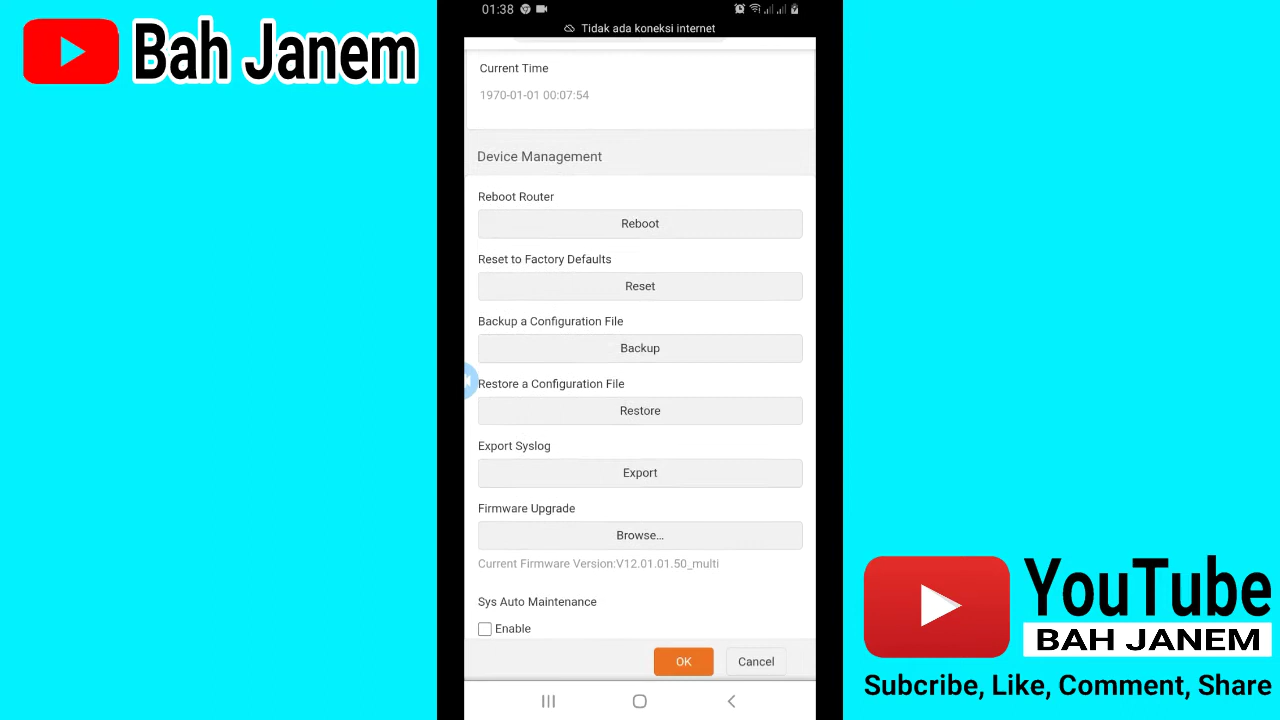 Bah Janem
01:38
Tidak ada koneksi internet
Current Time
1970-01-01 00:07:54
Device Management
Reboot Router
Reboot
Reset to Factory Defaults
Reset
Backup a Configuration File
Backup
Restore a Configuration File
Restore
Export Syslog
Export
Firmware Upgrade
Browse...
Current Firmware Version:V12.01.01.50_multi
Sys Auto Maintenance
Enable
OK
Cancel
YouTube
BAH JANEM
Subcribe, Like, Comment, Share